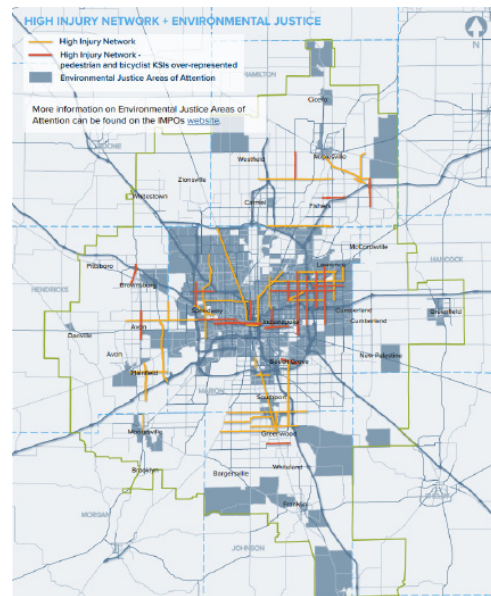 HIGH INJURY NETWORK + ENVIRONMENTAL JUSTICE
High Injury Network
High Injury Network -
pedestrian and bicyclist KSIs over-represented
Environmental Justice Areas of Attention
More information on Environmental Justice Areas of
Attention can be found on the IMPOs website.
N
HAMILTON
Cicero
BOONE
Westfield
Noblesville
Zionsville
Whitestown
Carmel
Fishers
McCordsville
Pittsboro
Lawrence
HANCOCK
HENDRICKS
Brownsburg
Speedway
Indianapolis
Cumberland
Cumberland
Greenfield
Danville
Avon
Avon
Beech Grove
New Palestine
Plainfield
MARION
Southport
Mooresville
Greenwood
Brooklyn
Bargersville
Whiteland
SHELBY
Franklin
MORGAN
JOHNSON